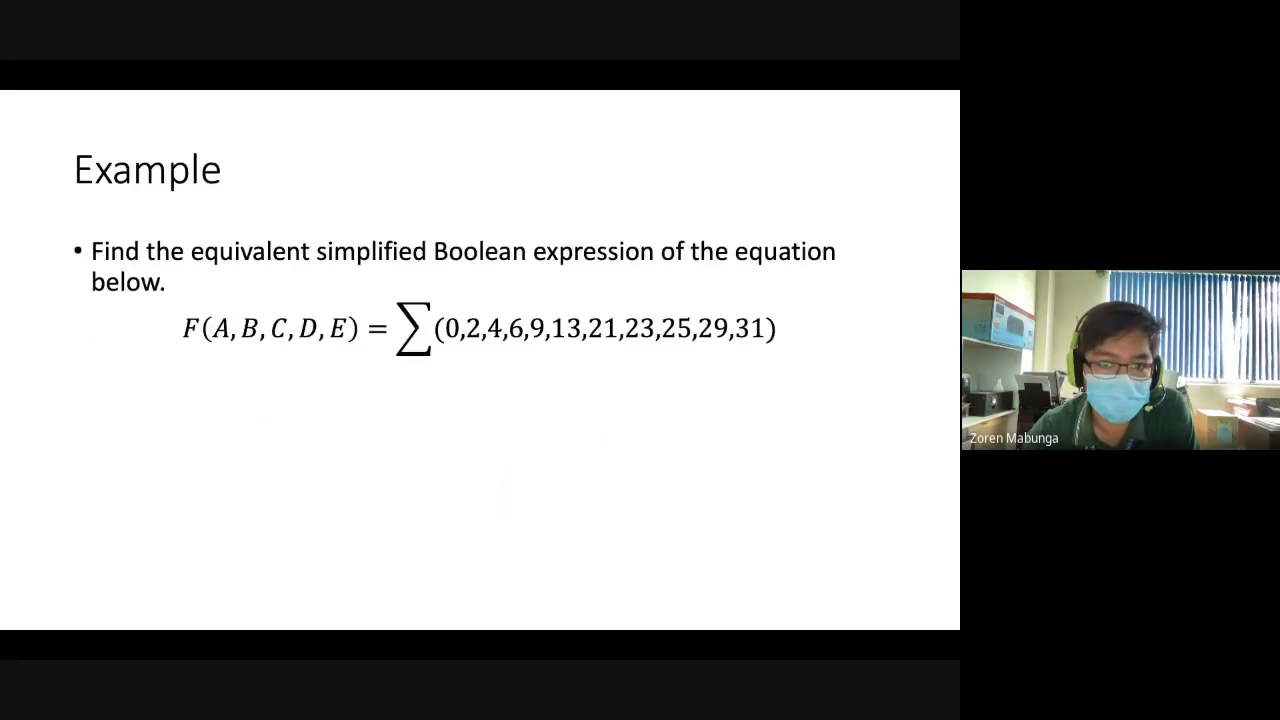 Example
• Find the equivalent simplified Boolean expression of the equation
below.
F(A, B, C, D, E) = ∑(0,2,4,6,9,13,21,23,25,29,31)
Zoren Mabunga